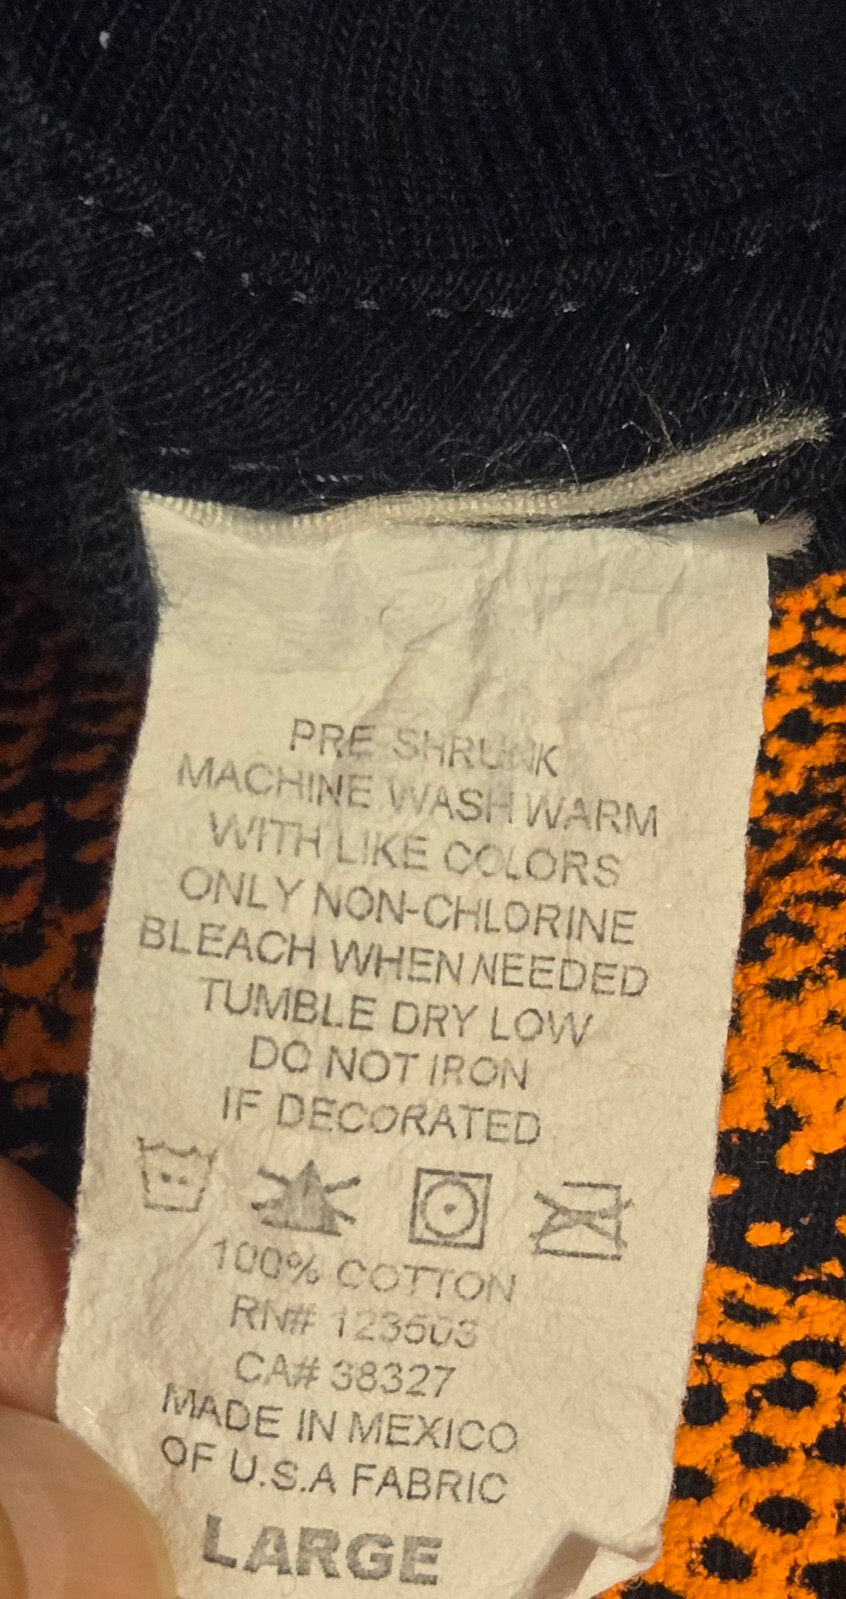 PRE SHRUNK
MACHINE WASH WARM
WITH LIKE COLORS
ONLY NON-CHLORINE
BLEACH WHEN NEEDED
TUMBLE DRY LOW
DO NOT IRON
IF DECORATED
100% COTTON
RN# 123503
CA# 38327
MADE IN MEXICO
OF U.S.A FABRIC
LARGE